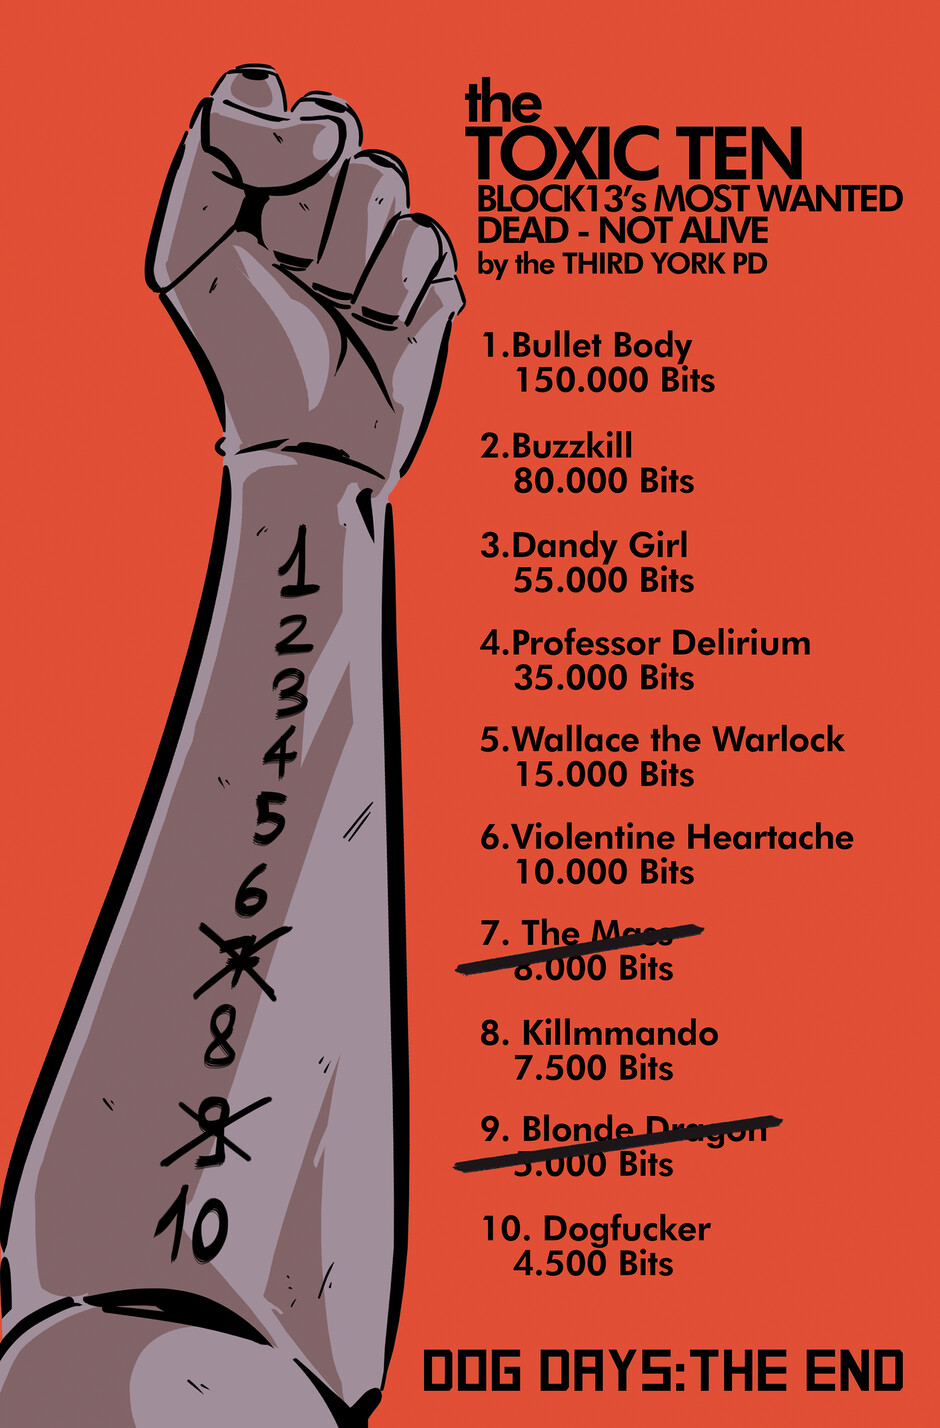 the
TOXIC TEN
BLOCK13's MOST WANTED
DEAD - NOT ALIVE
by the THIRD YORK PD
1.Bullet Body
150.000 Bits
2.Buzzkill
80.000 Bits
3.Dandy Girl
55.000 Bits
4.Professor Delirium
35.000 Bits
5.Wallace the Warlock
15.000 Bits
6.Violentine Heartache
10.000 Bits
7. The Mass
8.000 Bits
8. Killmmando
7.500 Bits
9. Blonde Dragon
5.000 Bits
10. Dogfucker
4.500 Bits
1
2
3
4
5
6
7
8
9
10
DOG DAYS:THE END